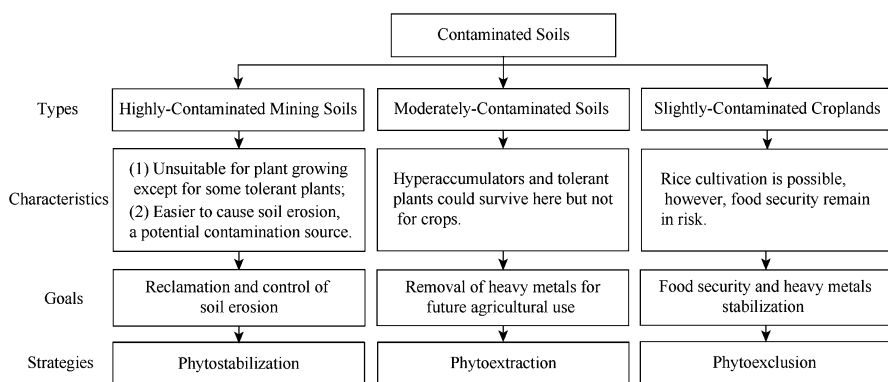 Contaminated Soils
Types
Highly-Contaminated Mining Soils
Moderately-Contaminated Soils
Slightly-Contaminated Croplands
Characteristics
(1) Unsuitable for plant growing
except for some tolerant plants;
(2) Easier to cause soil erosion,
a potential contamination source.
Hyperaccumulators and tolerant
plants could survive here but not
for crops.
Rice cultivation is possible,
however, food security remain
in risk.
Goals
Reclamation and control of
soil erosion
Removal of heavy metals for
future agricultural use
Food security and heavy metals
stabilization
Strategies
Phytostabilization
Phytoextraction
Phytoexclusion